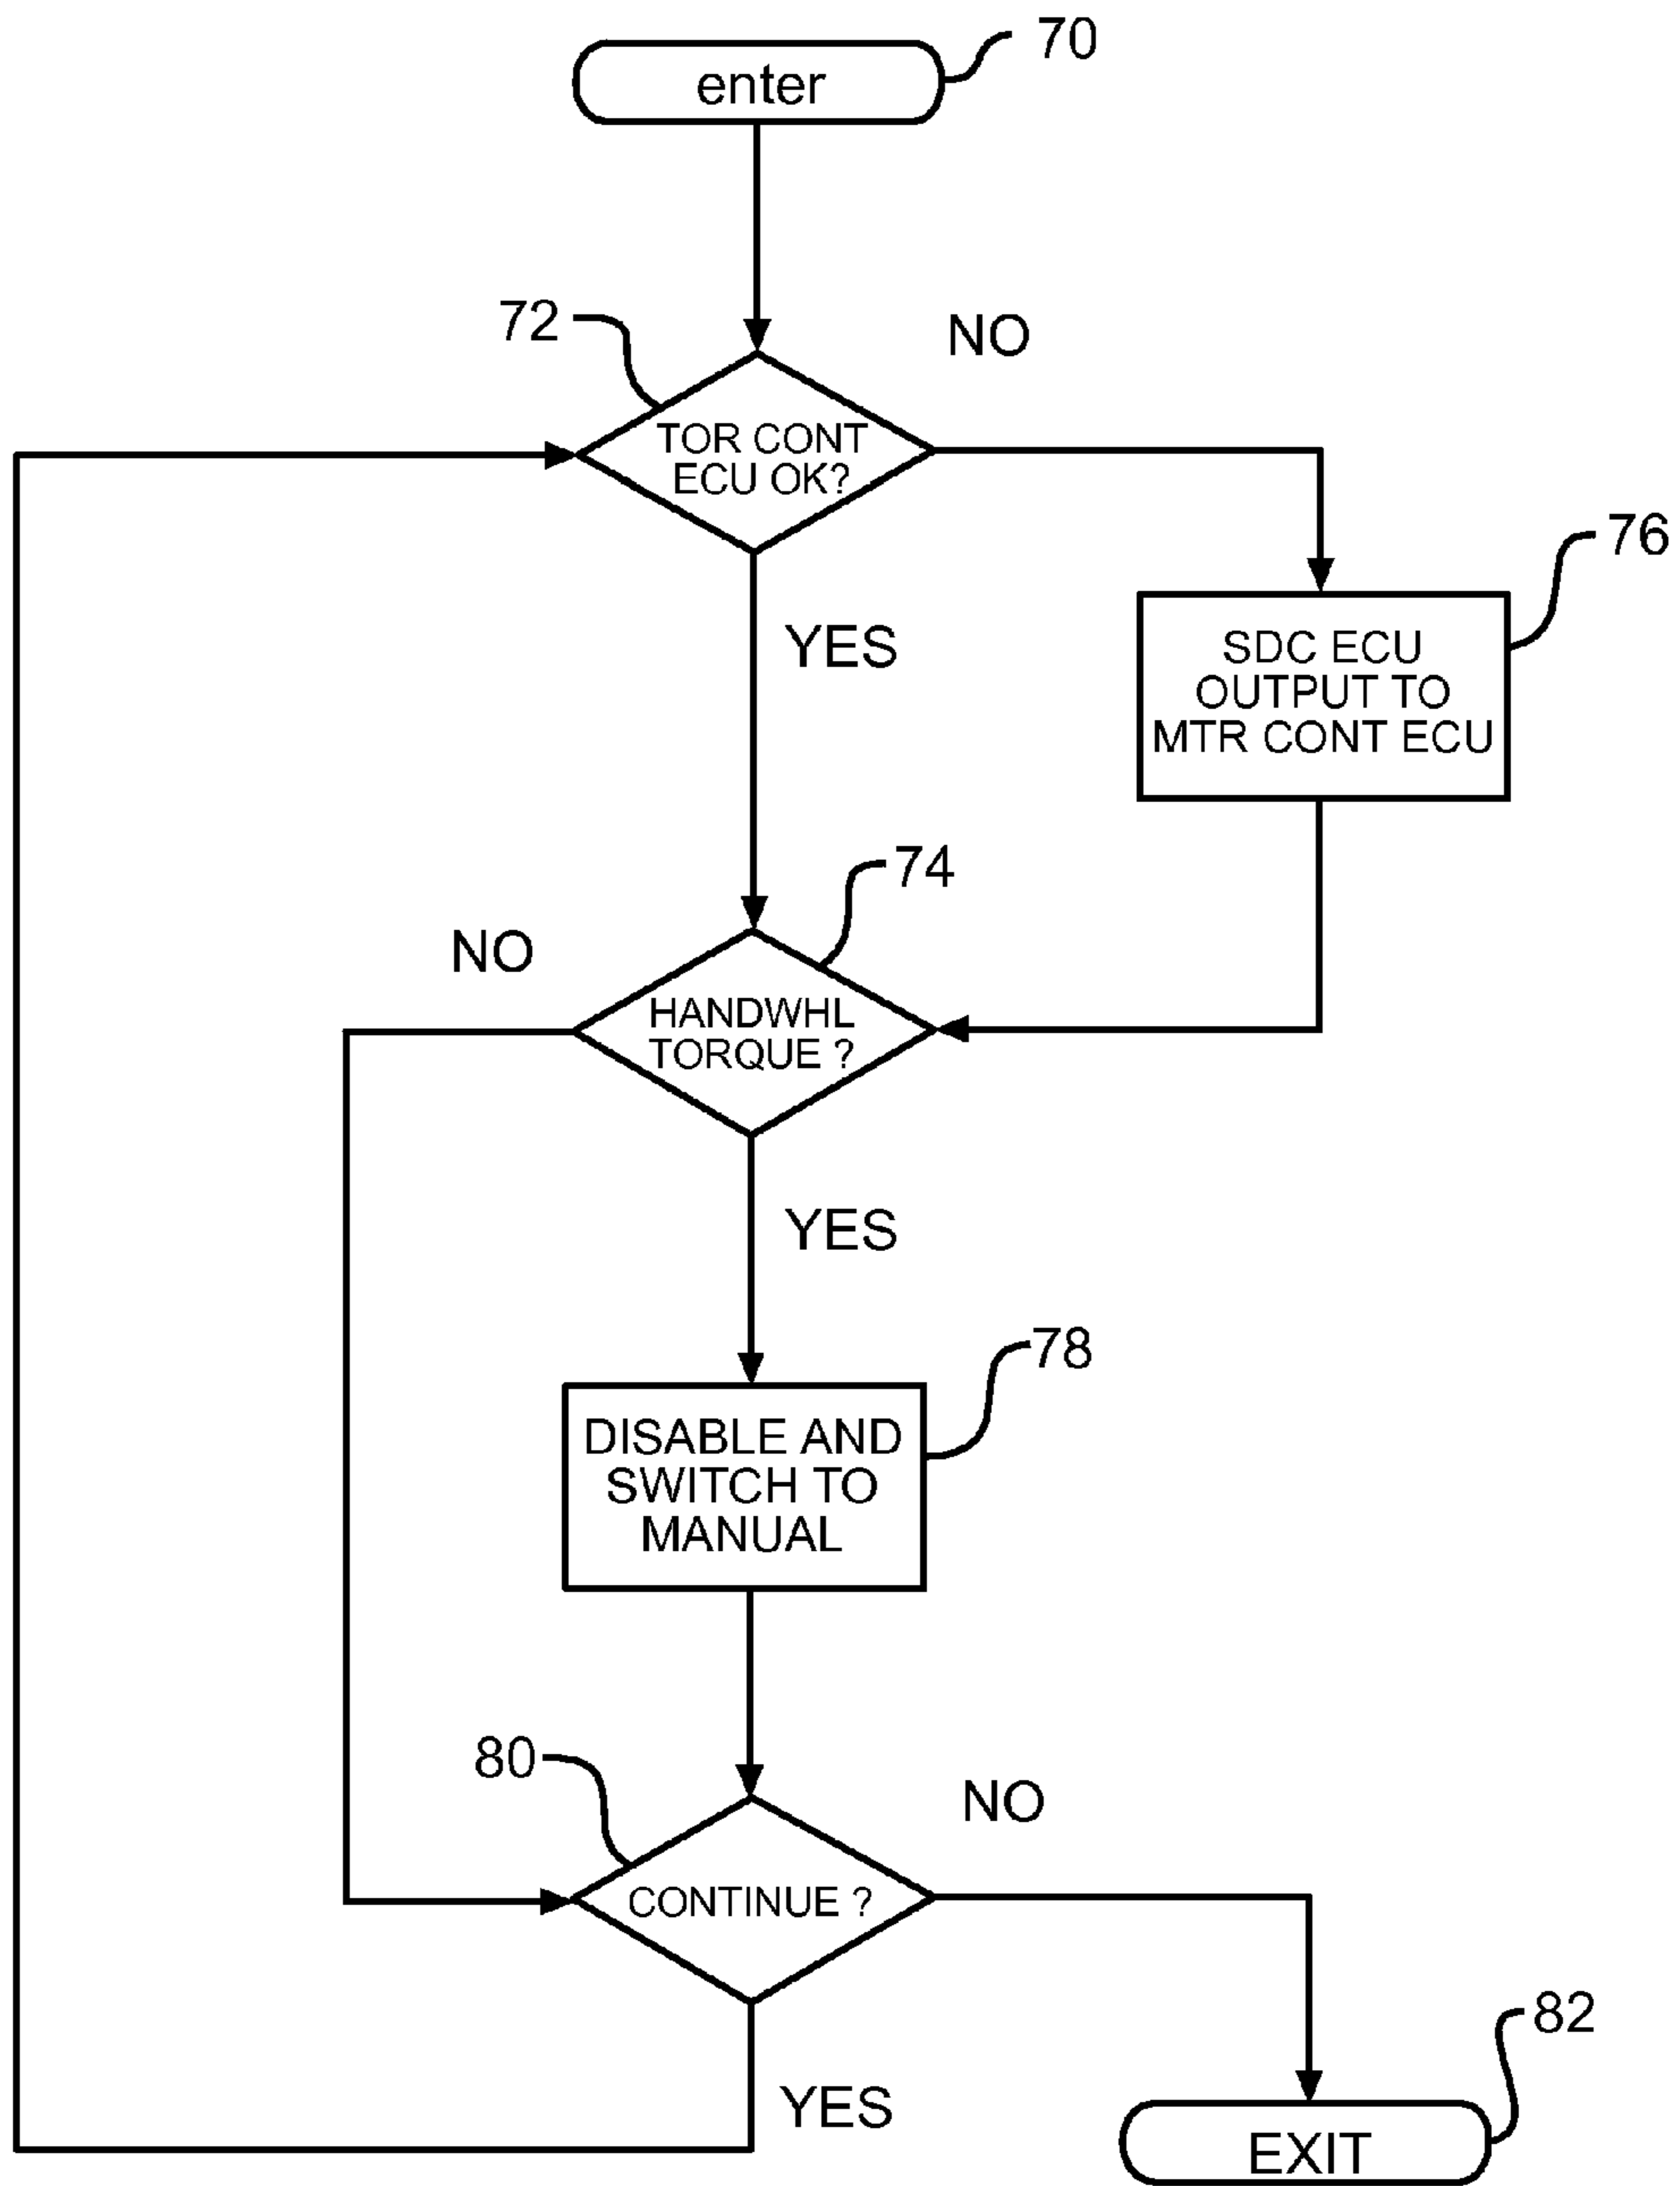 enter
70
72
NO
TOR CONT
ECU OK?
76
YES
SDC ECU
OUTPUT TO
MTR CONT ECU
74
NO
HANDWHL
TORQUE ?
YES
78
DISABLE AND
SWITCH TO
MANUAL
80
NO
CONTINUE ?
82
YES
EXIT